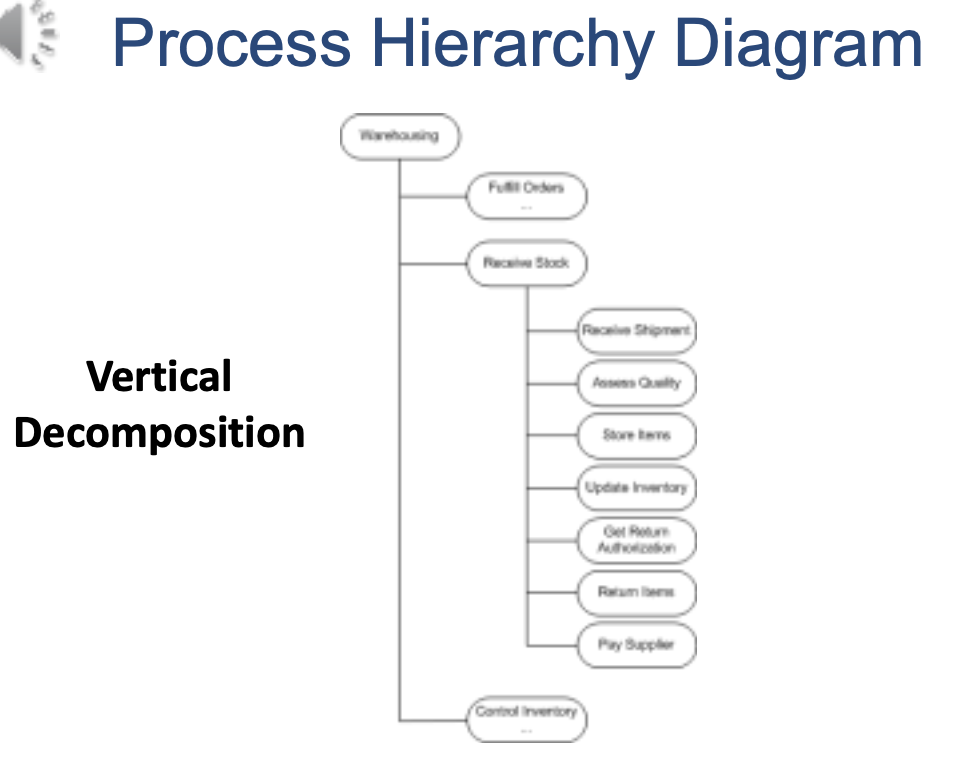 Process Hierarchy Diagram
Warehousing
Fulfill Orders
...
Receive Stock
Receive Shipment
Assess Quality
Vertical
Decomposition
Store Items
Update Inventory
Get Return
Authorization
Return Items
Pay Supplier
Control Inventory
...